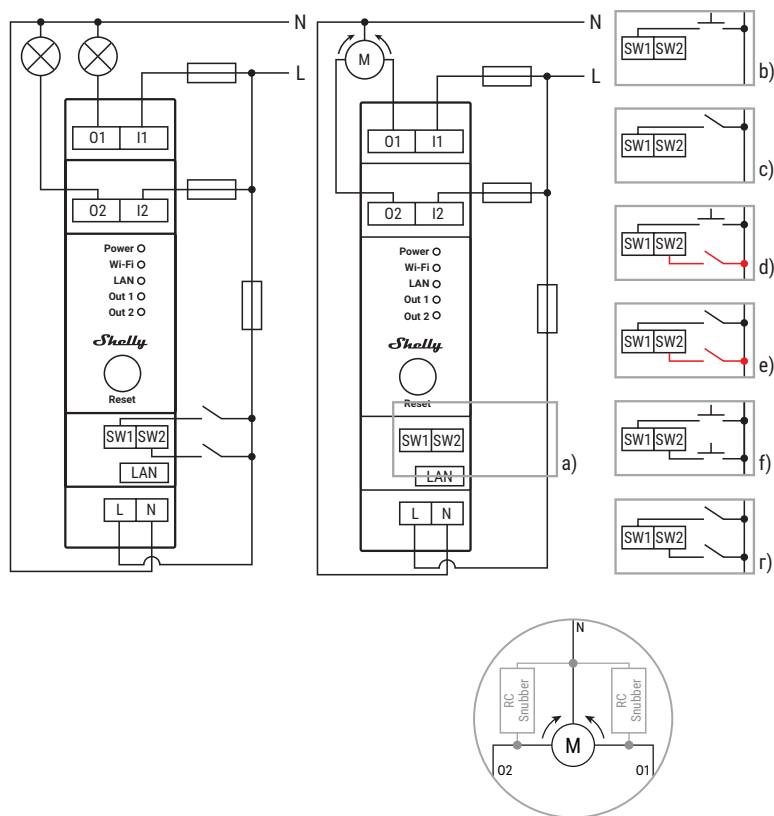 N
L
O1 I1
O2 I2
Power
Wi-Fi
LAN
Out 1
Out 2
Shelly
Reset
SW1 SW2
LAN
L N
N
M
L
O1 I1
O2 I2
Power
Wi-Fi
LAN
Out 1
Out 2
Shelly
Reset
SW1 SW2
a)
LAN
L N
SW1 SW2
b)
SW1 SW2
c)
SW1 SW2
d)
SW1 SW2
e)
SW1 SW2
f)
SW1 SW2
r)
N
RC
Snubber
RC
Snubber
M
O2
O1